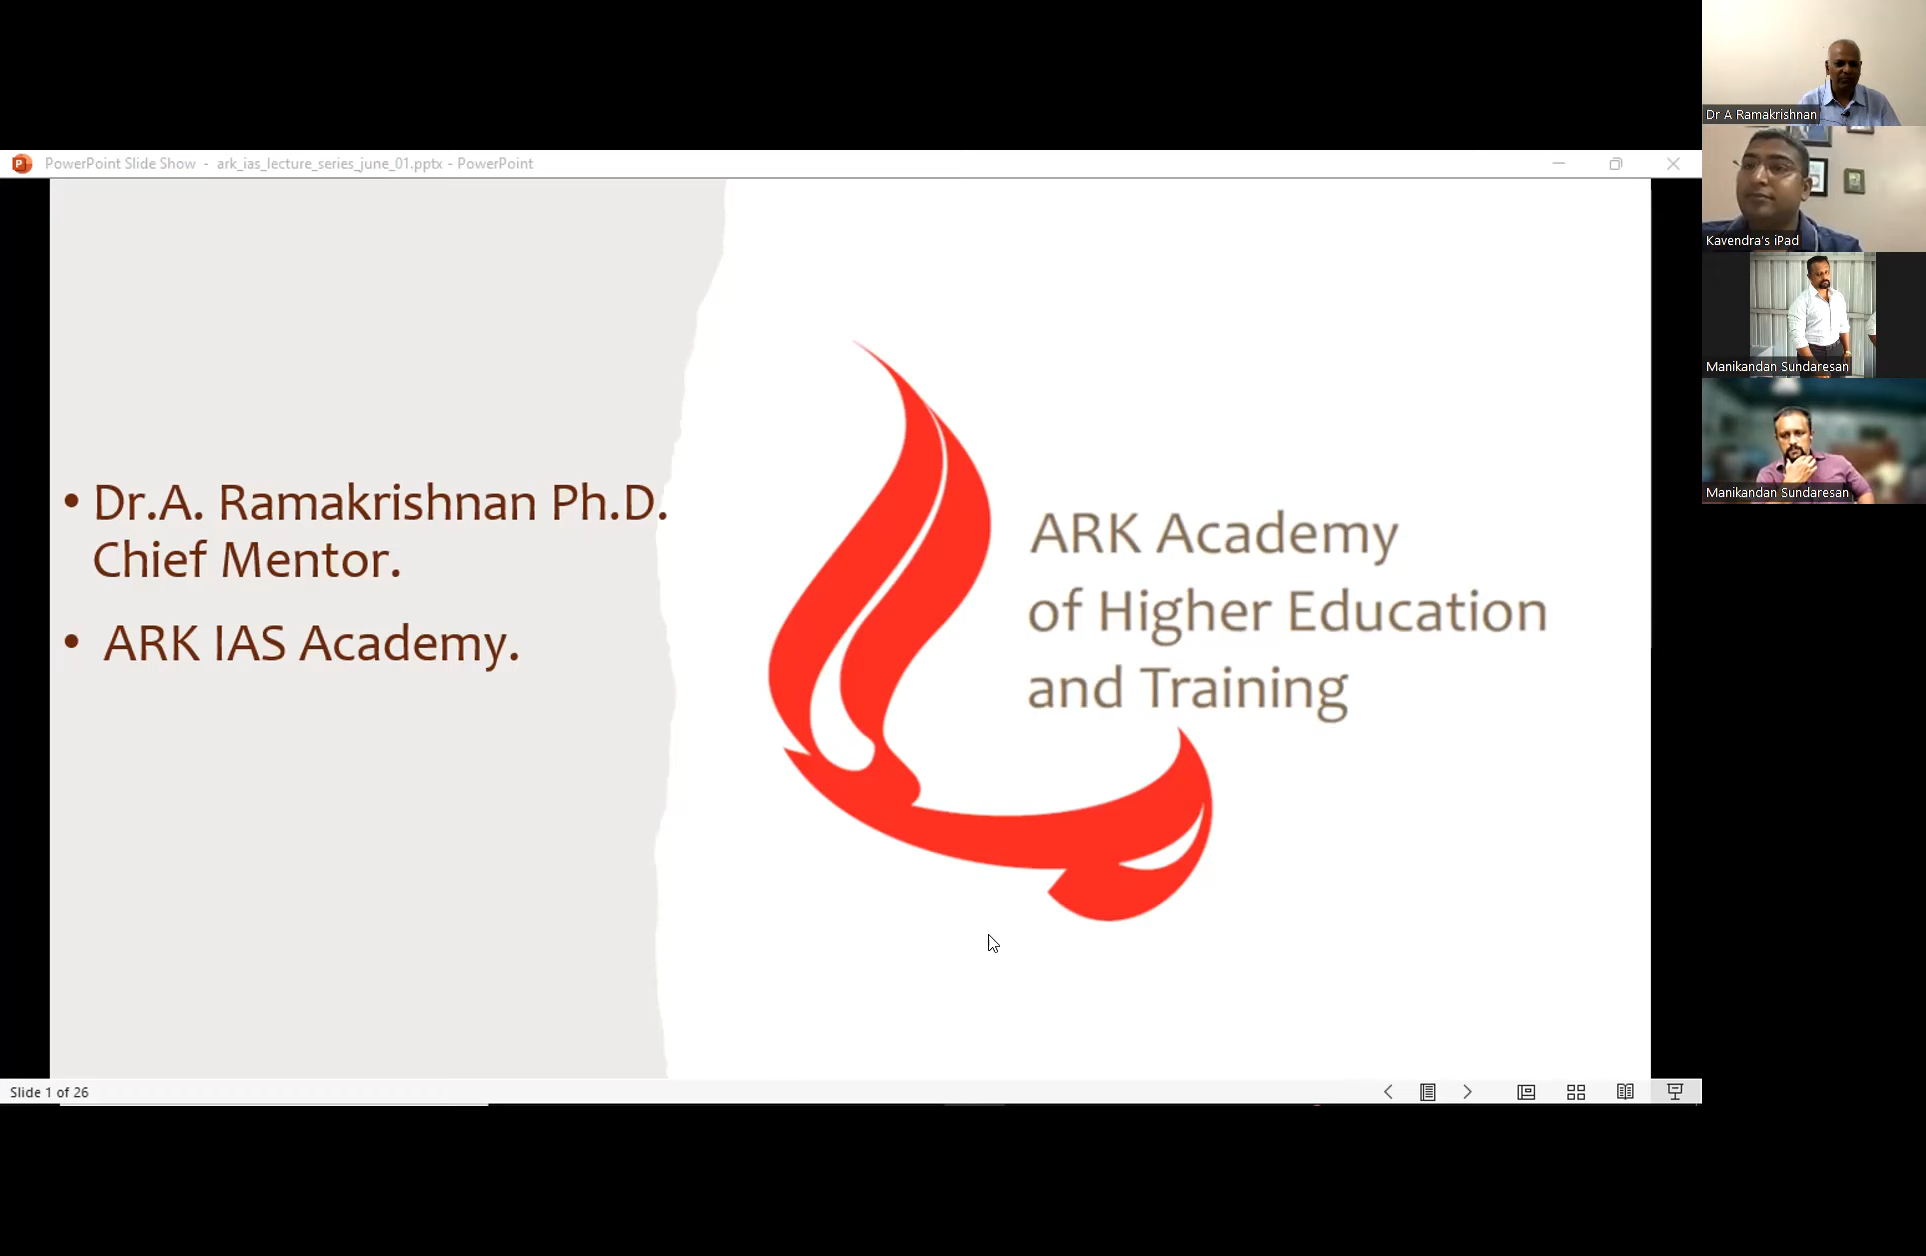 PowerPoint Slide Show - ark_ias_lecture_series_june_01.pptx - PowerPoint
• Dr.A. Ramakrishnan Ph.D.
Chief Mentor.
• ARK IAS Academy.
ARK Academy
of Higher Education
and Training
Slide 1 of 26
Dr A Ramakrishnan
Kavendra's iPad
Manikandan Sundaresan
Manikandan Sundaresan